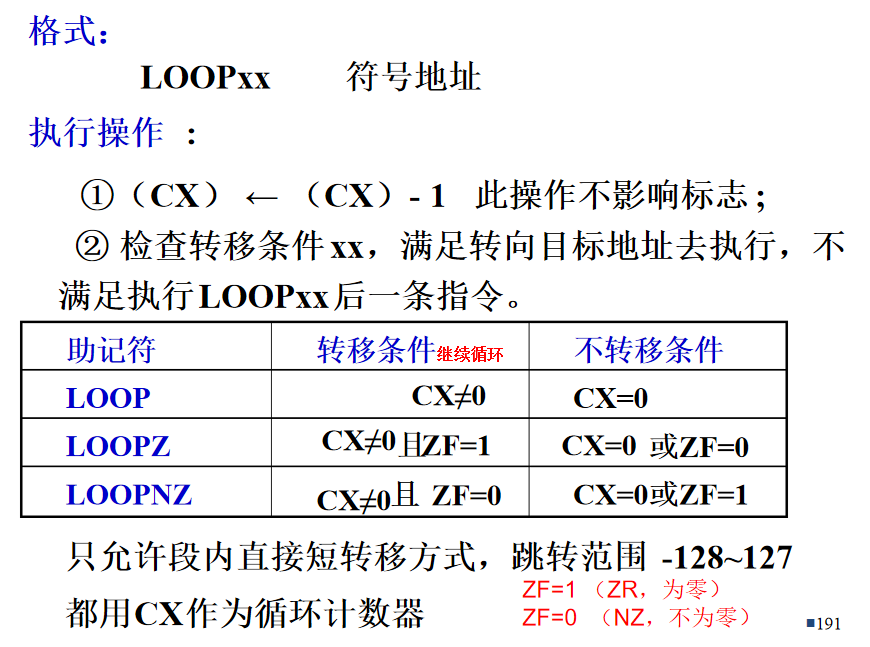 格式：
LOOPxx 符号地址
执行操作 ：
①（CX） ← （CX）- 1 此操作不影响标志；
② 检查转移条件xx，满足转向目标地址去执行，不
满足执行LOOPxx后一条指令。
助记符 转移条件继续循环 不转移条件
LOOP CX≠0 CX=0
LOOPZ CX≠0且ZF=1 CX=0 或ZF=0
LOOPNZ CX≠0且 ZF=0 CX=0或ZF=1
只允许段内直接短转移方式，跳转范围 -128~127
ZF=1 （ZR，为零）
都用CX作为循环计数器
ZF=0 （NZ，不为零）
191